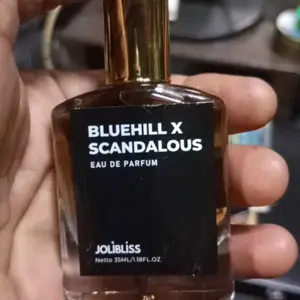 BLUEHILL X
SCANDALOUS
EAU DE PARFUM
JOLIBLISS
Netto 35ML/1.18FL.OZ